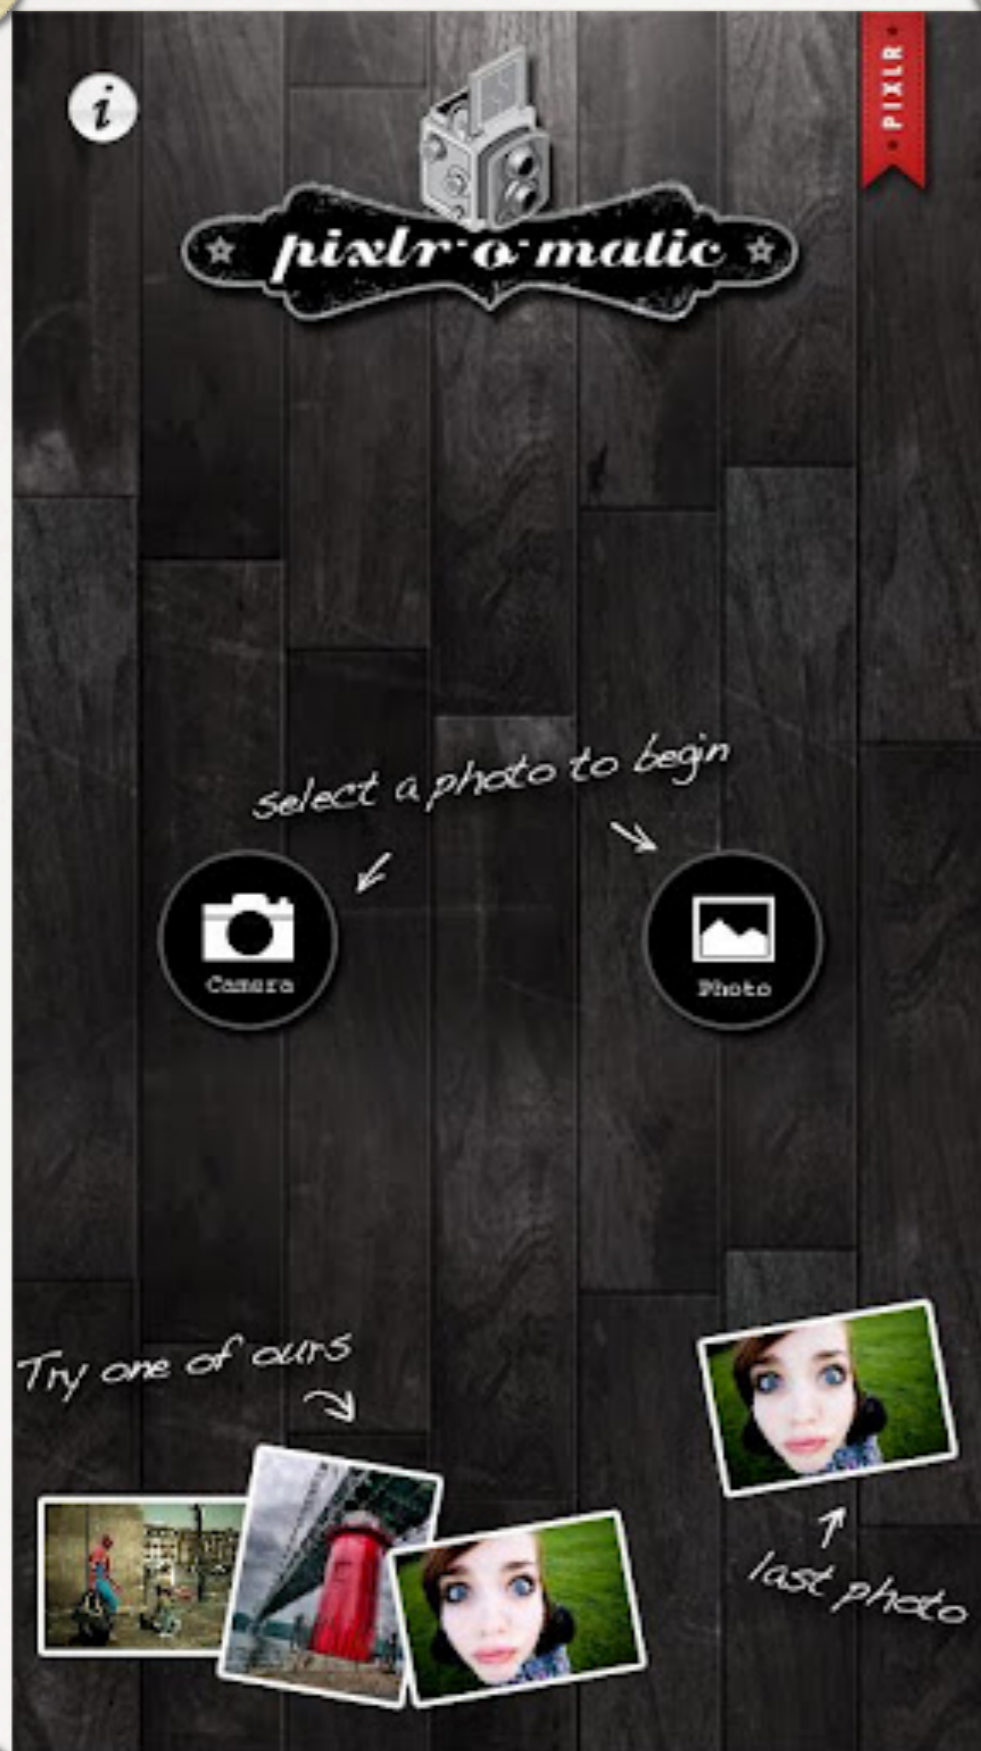 i
PIXLR
pixlr-o-matic
select a photo to begin
Camera
Photo
Try one of ours
last photo